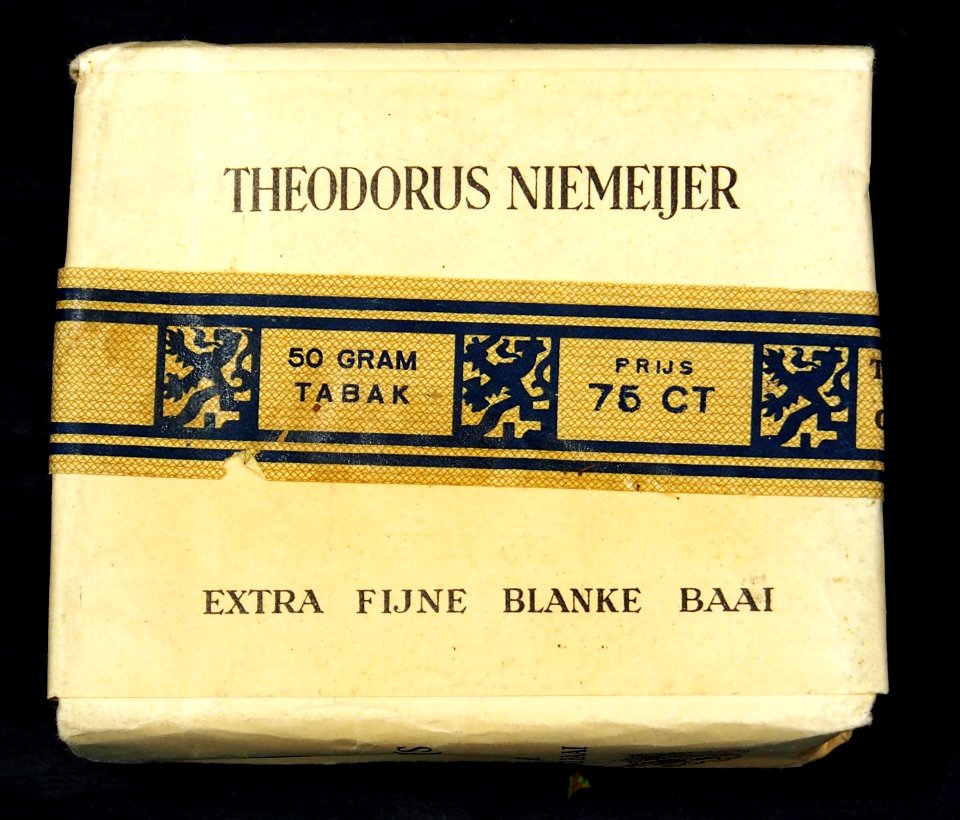 THEODORUS NIEMEIJER
50 GRAM
TABAK
PRIJS
75 CT
EXTRA FIJNE BLANKE BAAI